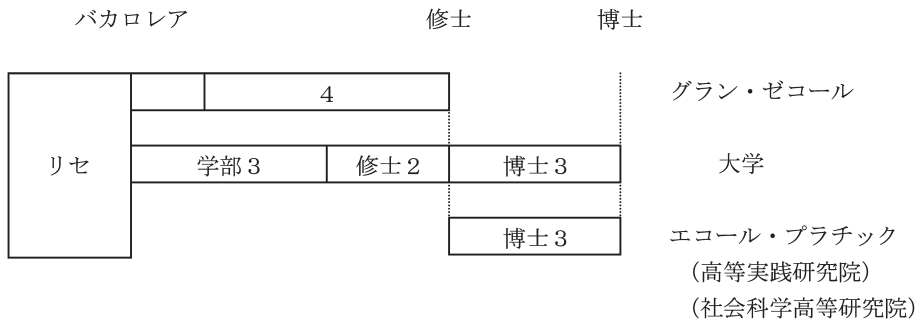 バカロレア 修士 博士
4 グラン・ゼコール
リセ 学部3 修士2 博士3 大学
博士3 エコール・プラチック
（高等実践研究院）
（社会科学高等研究院）